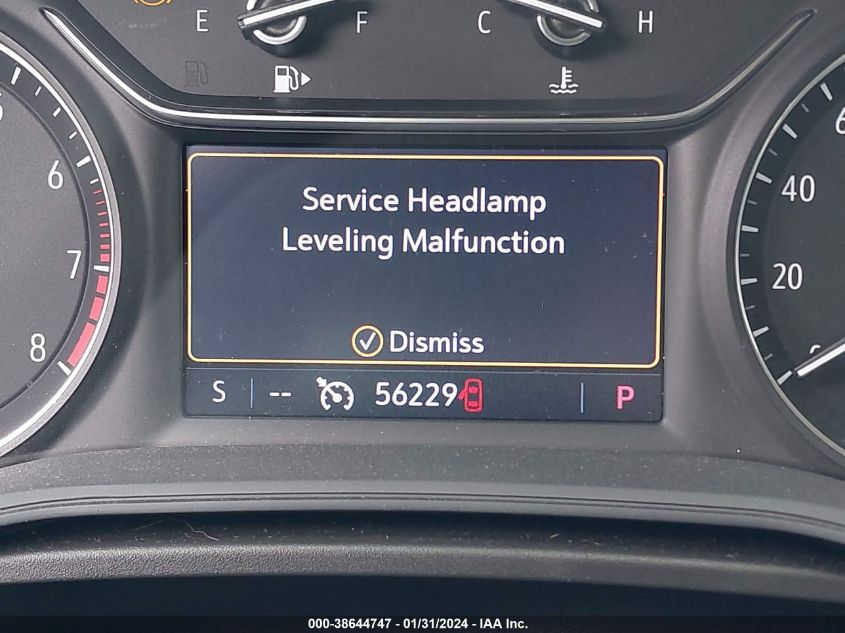 E F C H
6
7
8
Service Headlamp
Leveling Malfunction
Dismiss
S -- 56229 P
40
20
000-38644747 - 01/31/2024 - IAA Inc.